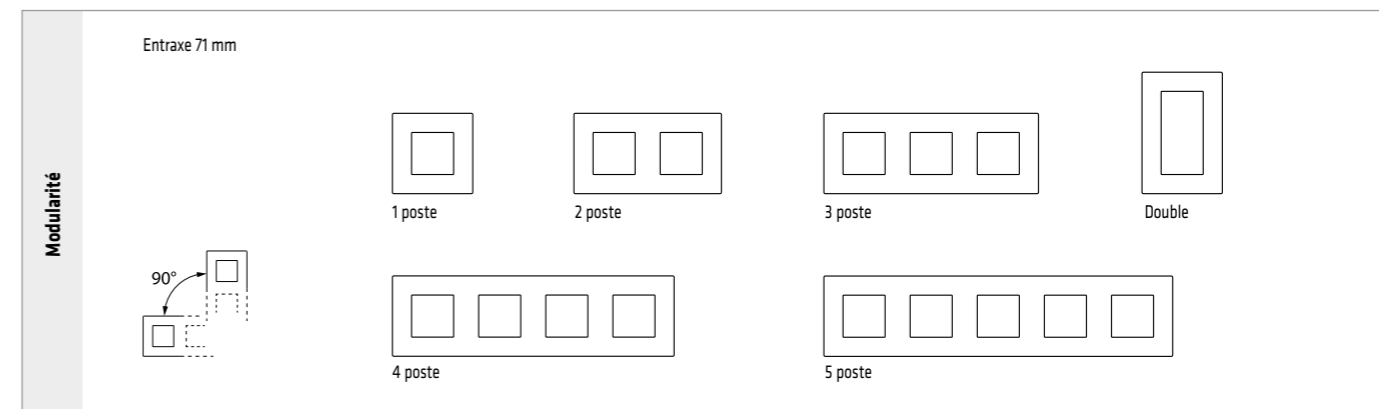 Modularité
Entraxe 71 mm
1 poste
2 poste
3 poste
Double
90°
4 poste
5 poste